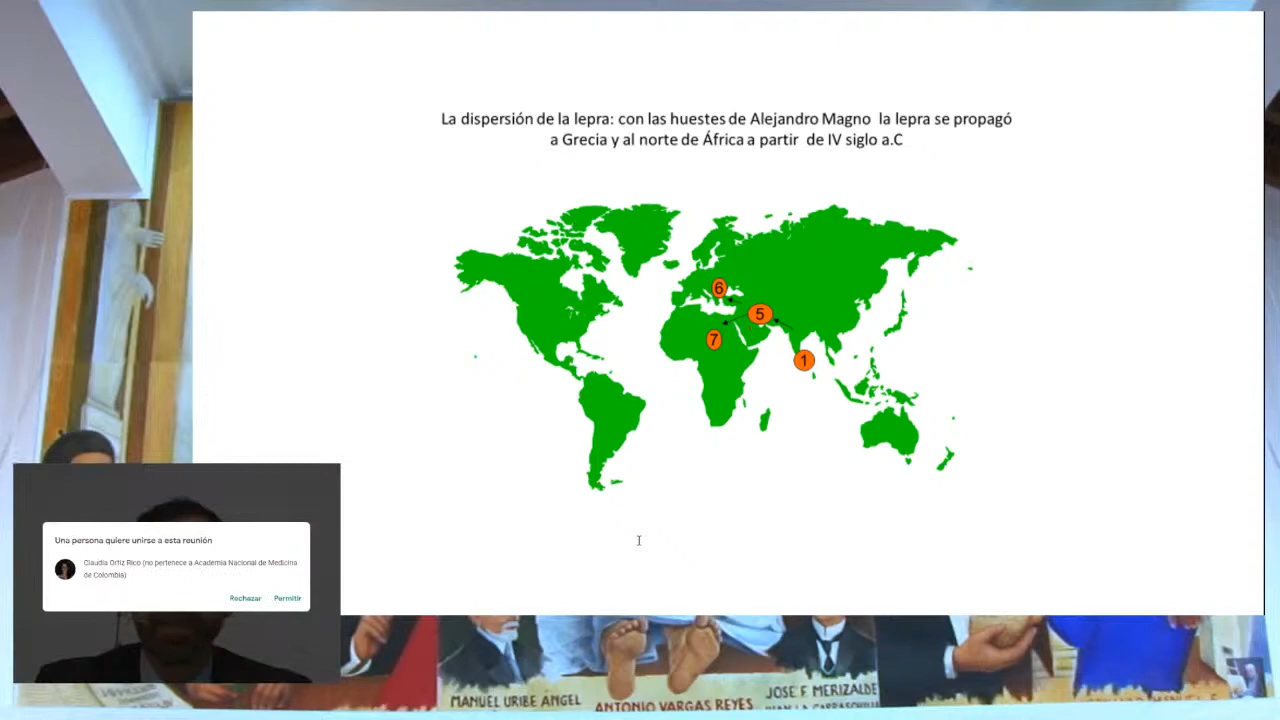 La dispersión de la lepra: con las huestes de Alejandro Magno la lepra se propagó
a Grecia y al norte de África a partir de IV siglo a.C
6
5
7
1
Una persona quiere unirse a esta reunión
Claudia Ortiz Rico (no pertenece a Academia Nacional de Medicina
de Colombia)
Rechazar Permitir
MANUEL URIBE ANGEL
ANTONIO VARGAS REYES
JOSE F. MERIZALDE